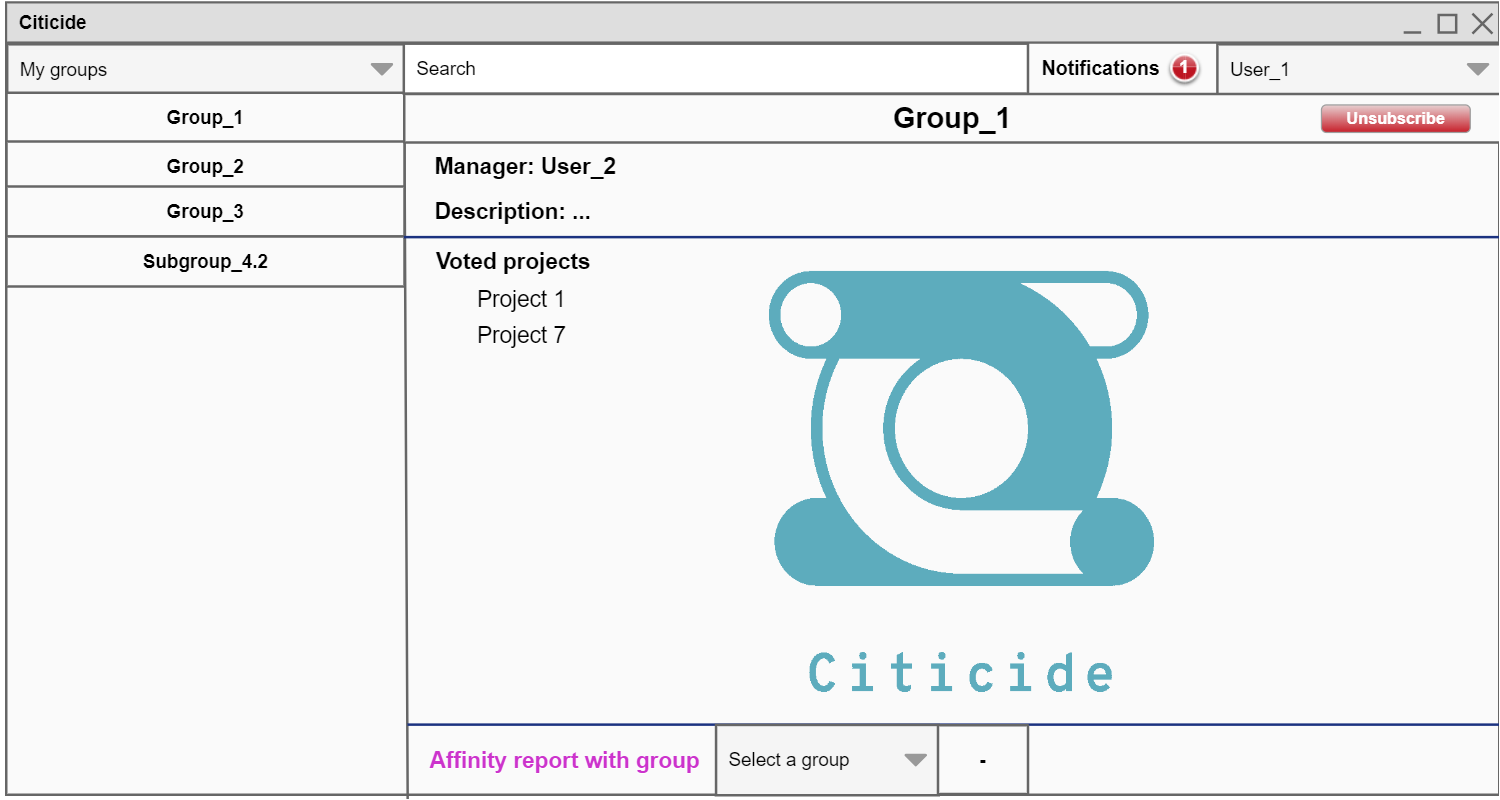 Citicide
My groups
Search
Notifications 1
User_1
Group_1
Group_2
Group_3
Subgroup_4.2
Group_1
Unsubscribe
Manager: User_2
Description: ...
Voted projects
Project 1
Project 7
Citicide
Affinity report with group
Select a group
-